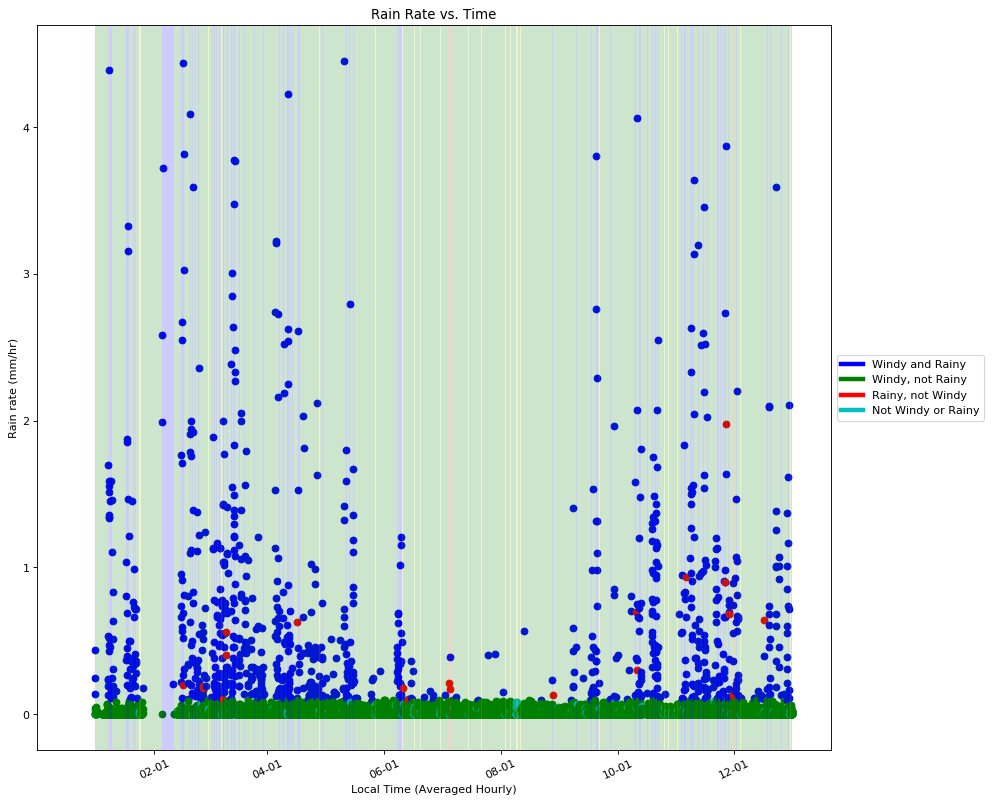 Rain Rate vs. Time
Rain rate (mm/hr)
4
3
2
1
0
02-01
04-01
06-01
08-01
10-01
12-01
Local Time (Averaged Hourly)
Windy and Rainy
Windy, not Rainy
Rainy, not Windy
Not Windy or Rainy